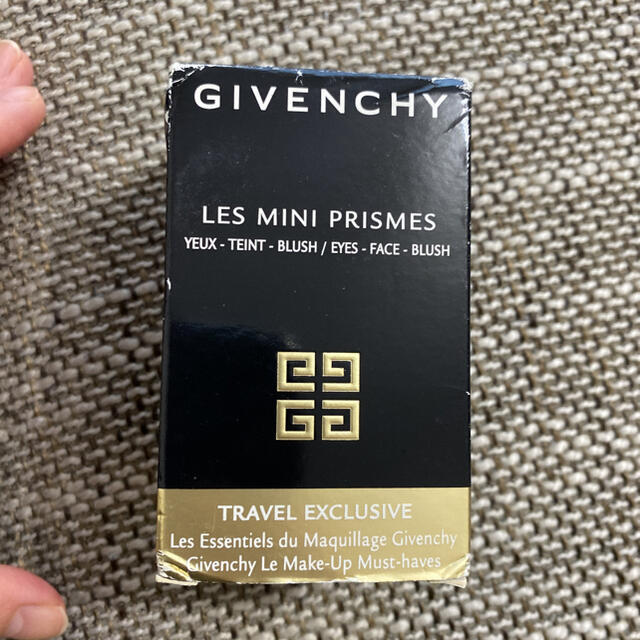 GIVENCHY
LES MINI PRISMES
YEUX - TEINT - BLUSH / EYES - FACE - BLUSH
TRAVEL EXCLUSIVE
Les Essentiels du Maquillage Givenchy
Givenchy Le Make-Up Must-haves